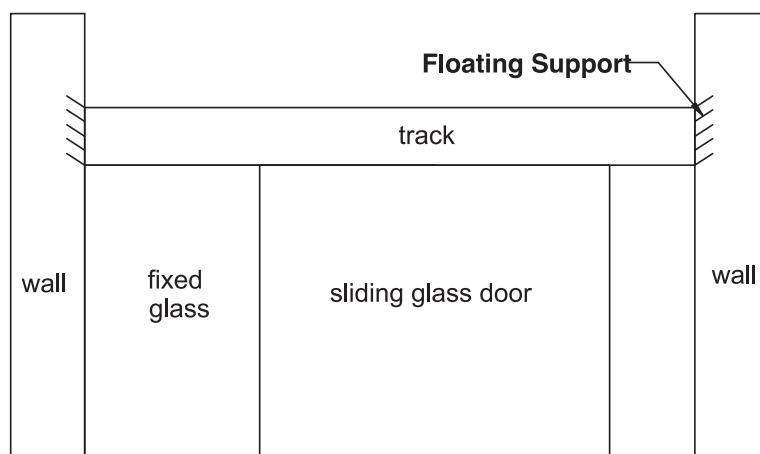 Floating Support
track
wall
fixed
glass
sliding glass door
wall